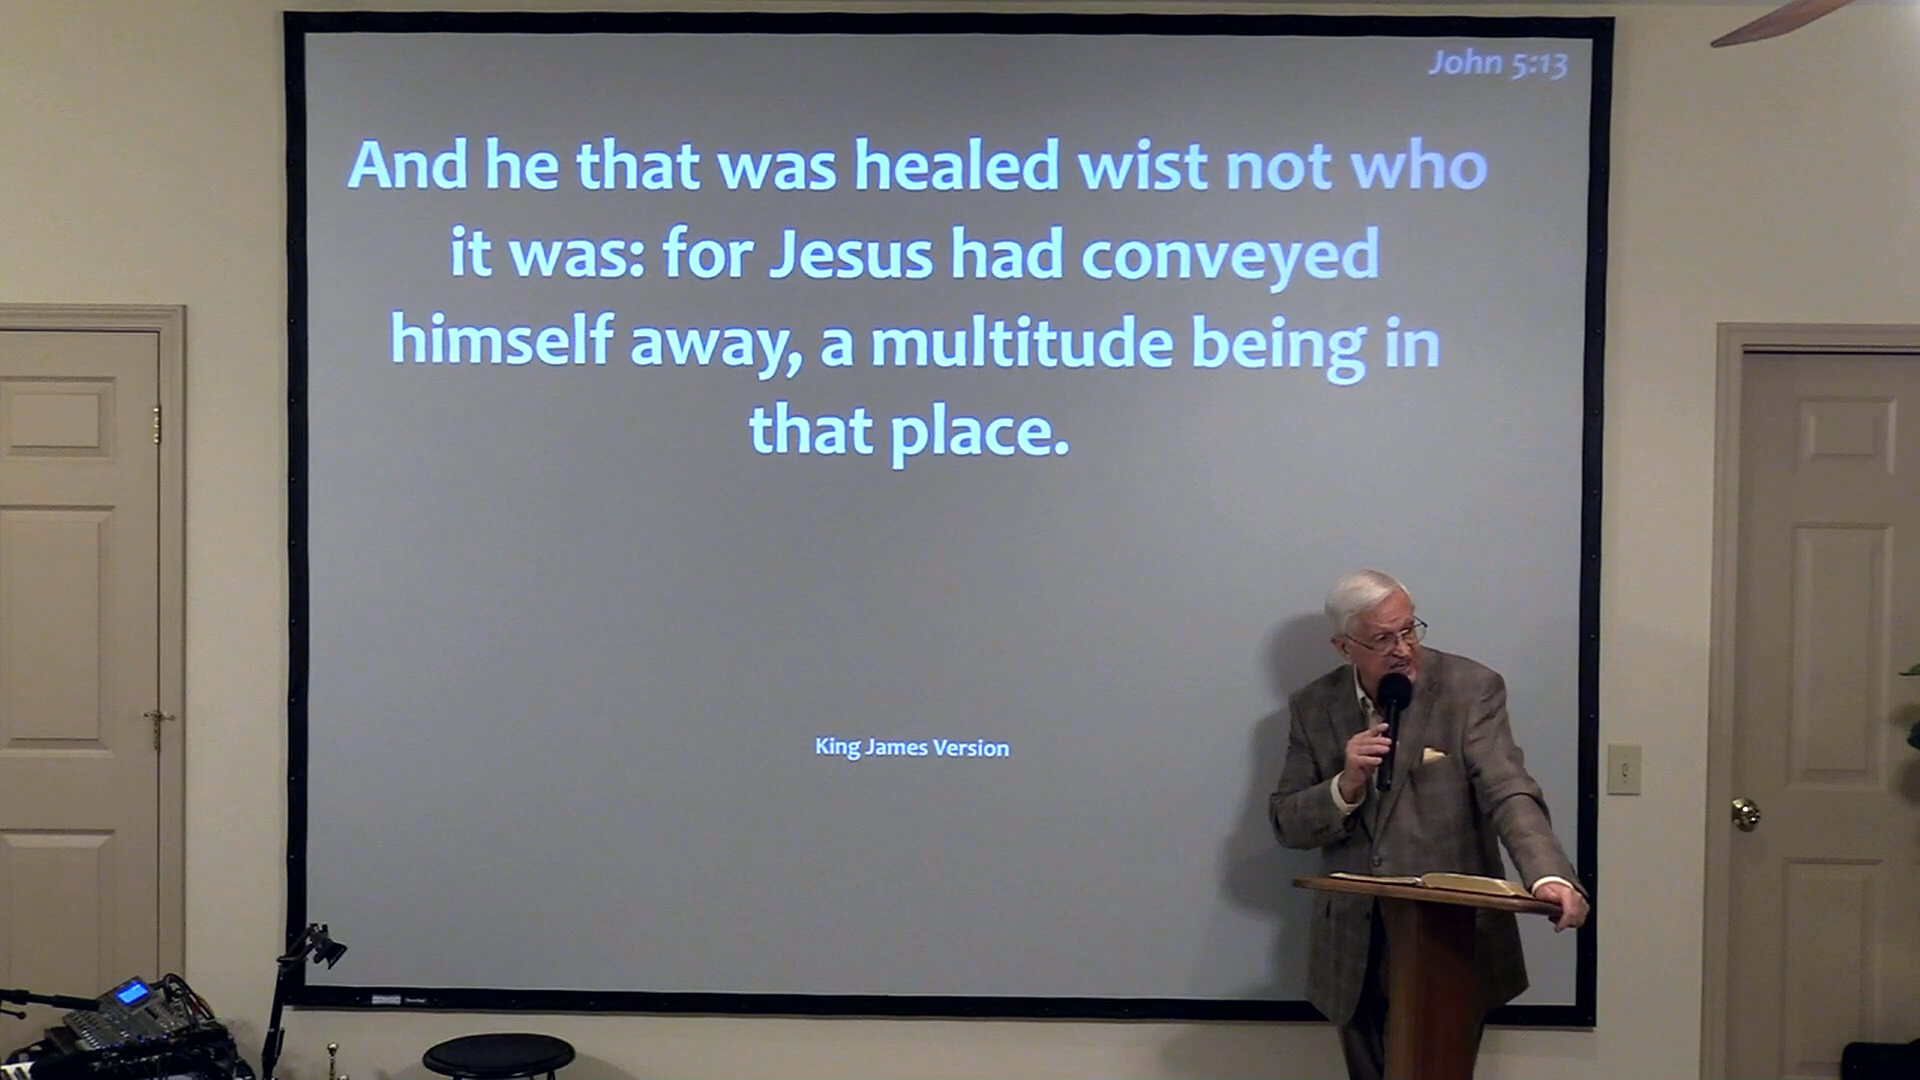 John 5:13
And he that was healed wist not who
it was: for Jesus had conveyed
himself away, a multitude being in
that place.
King James Version